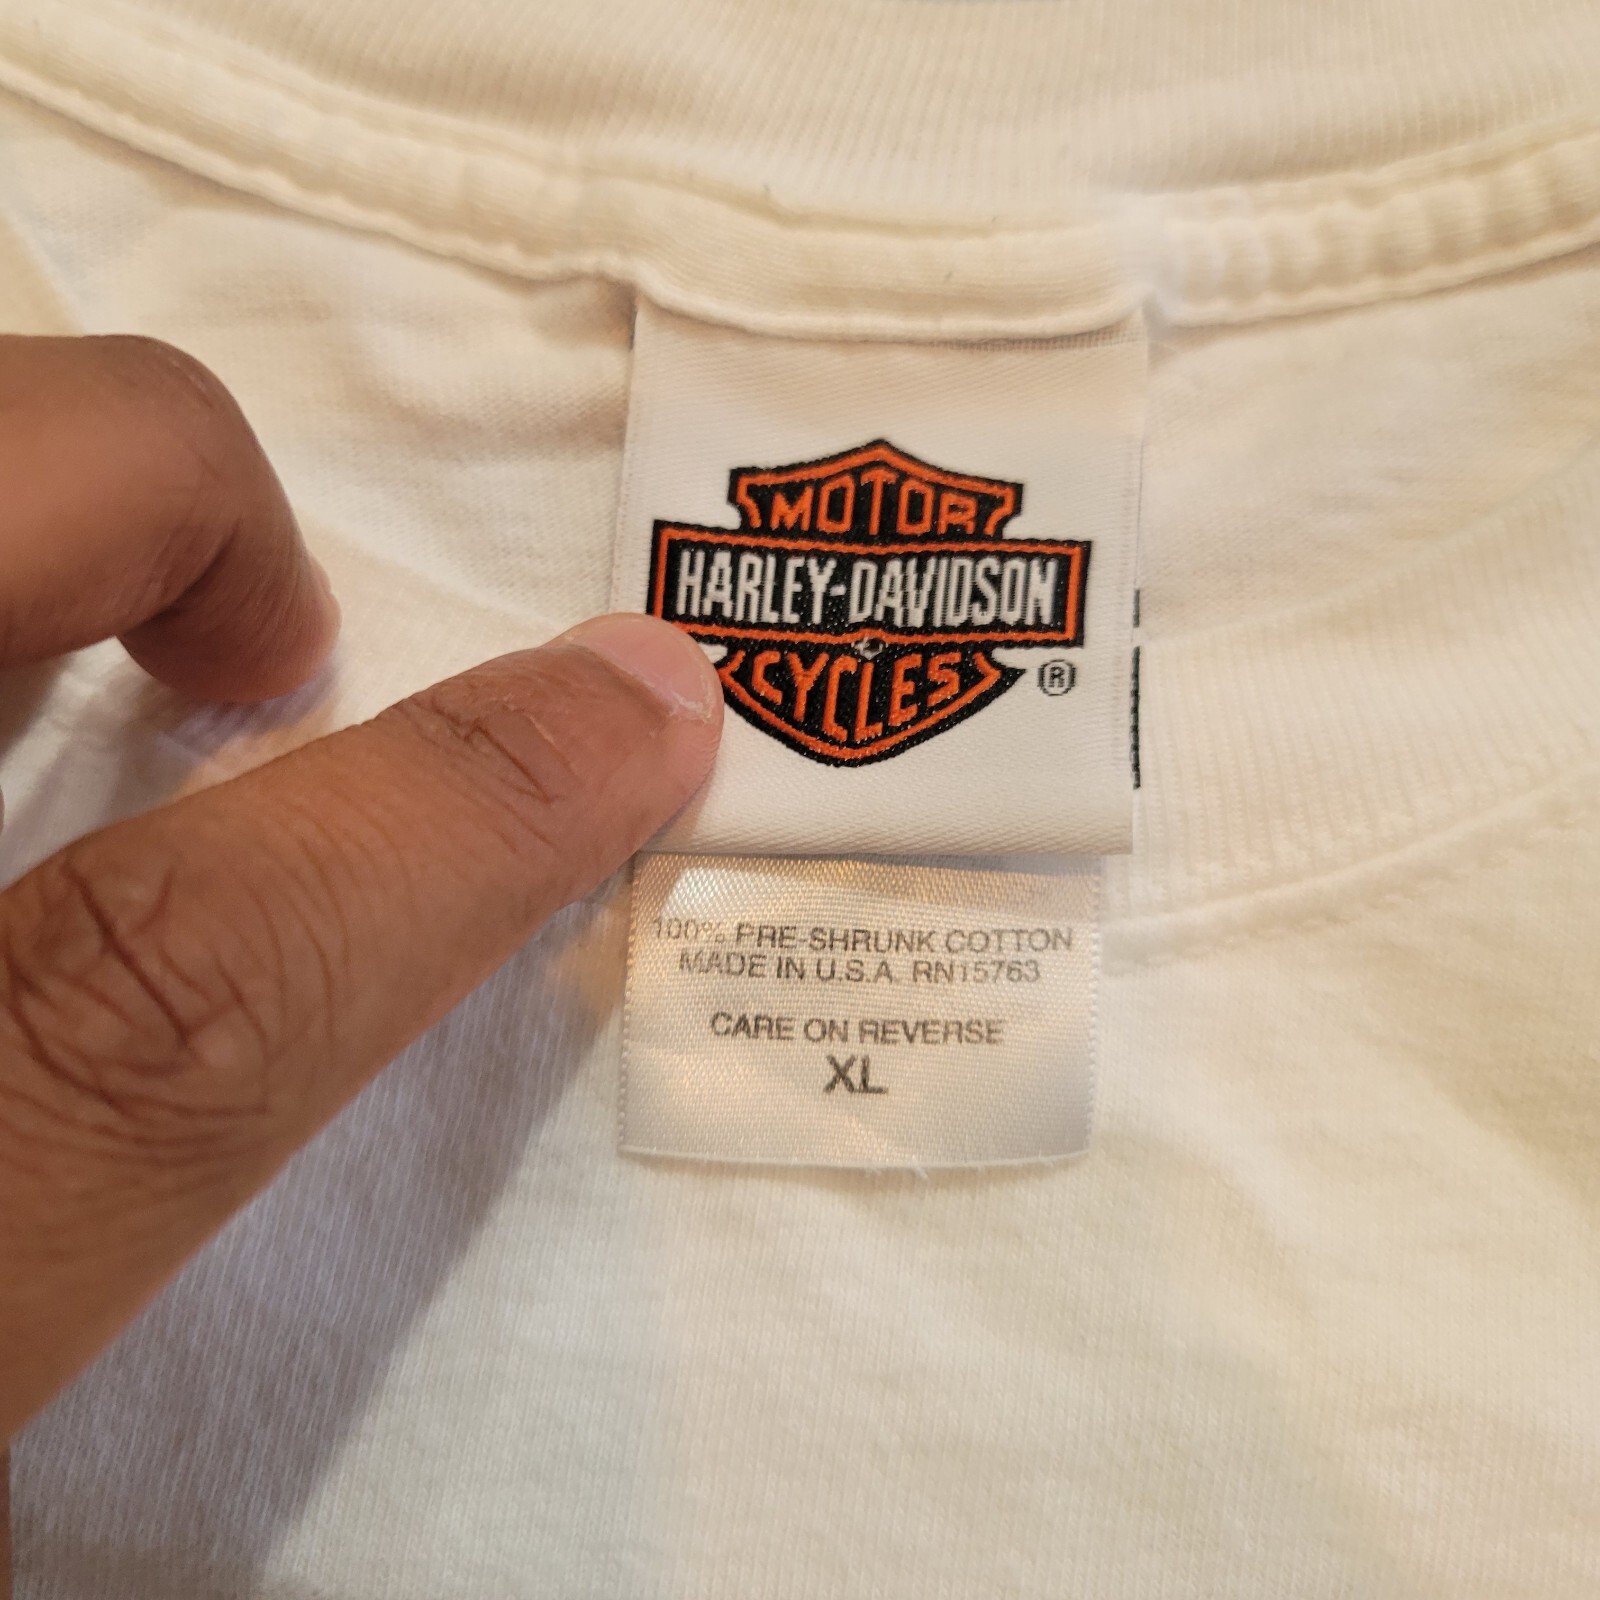 MOTOR
HARLEY-DAVIDSON
CYCLES
®
100% PRE-SHRUNK COTTON
MADE IN U.S.A. RN15763
CARE ON REVERSE
XL